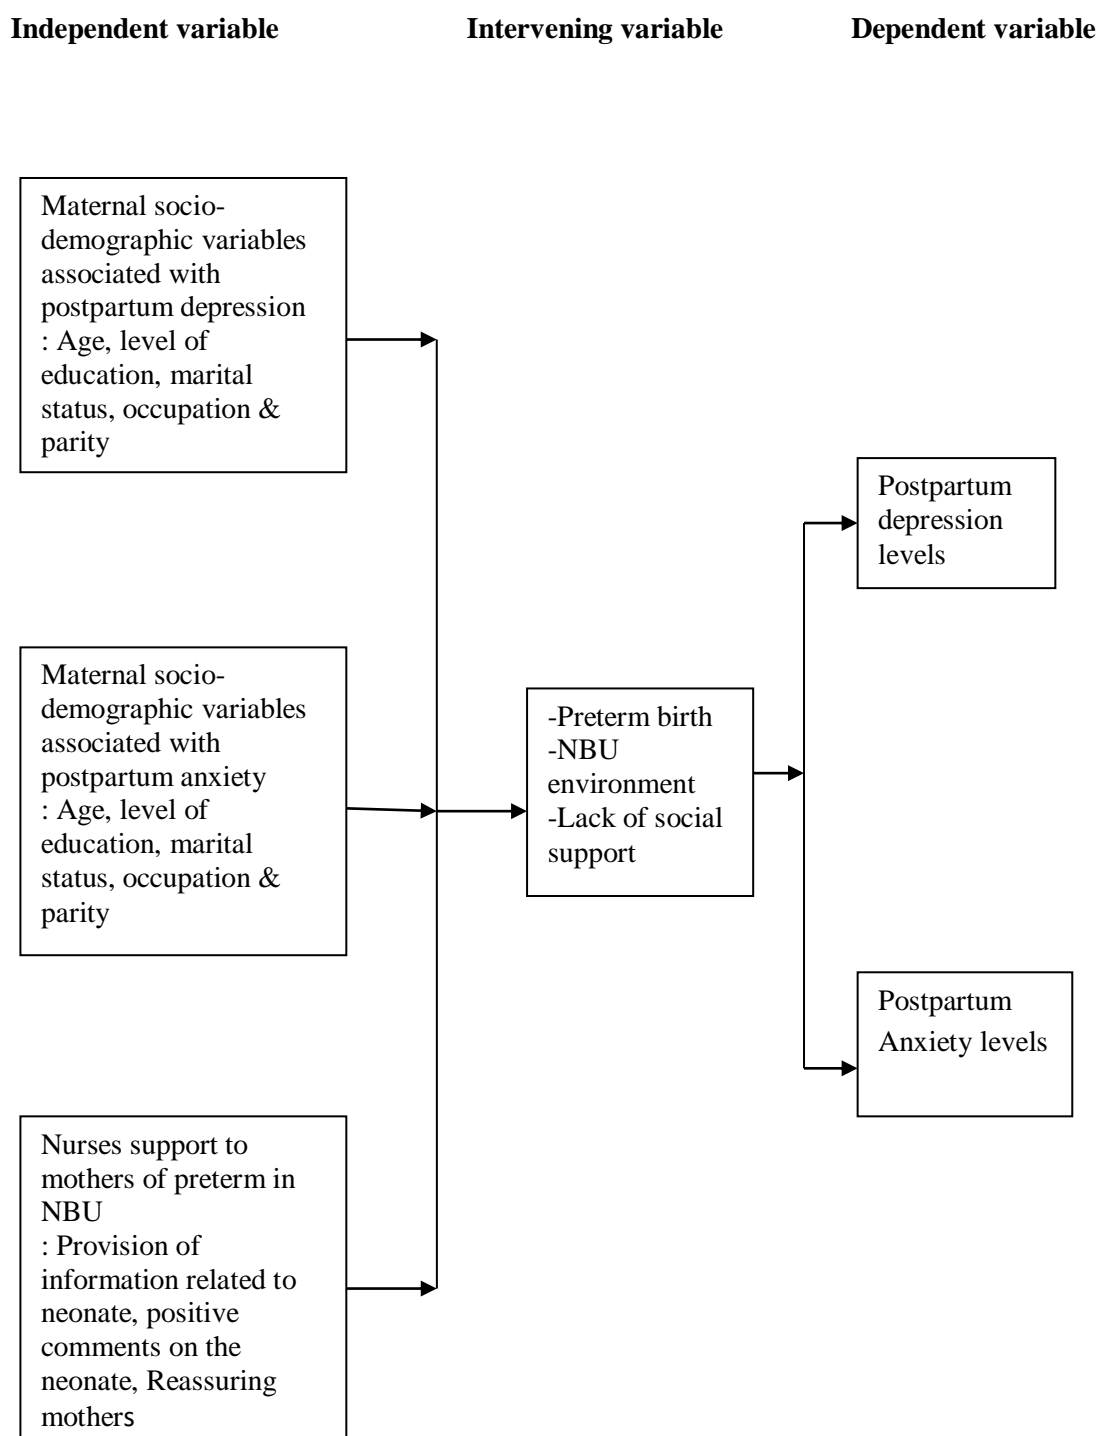 Independent variable
Intervening variable
Dependent variable
Maternal socio-
demographic variables
associated with
postpartum depression
: Age, level of
education, marital
status, occupation &
parity
Maternal socio-
demographic variables
associated with
postpartum anxiety
: Age, level of
education, marital
status, occupation &
parity
Nurses support to
mothers of preterm in
NBU
: Provision of
information related to
neonate, positive
comments on the
neonate, Reassuring
mothers
-Preterm birth
-NBU
environment
-Lack of social
support
Postpartum
depression
levels
Postpartum
Anxiety levels